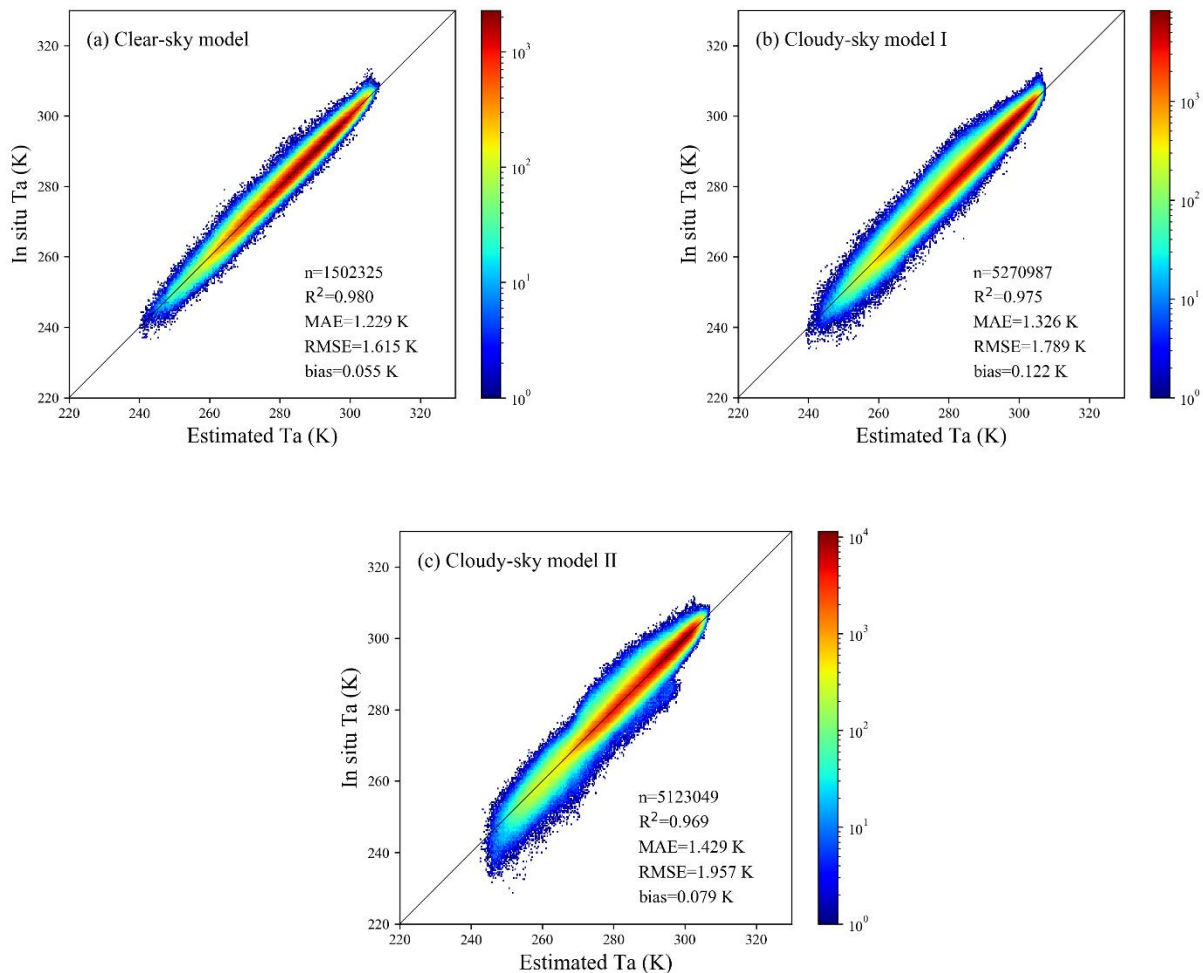 (a) Clear-sky model
330
320
300
280
260
240
220
In situ Ta (K)
n=1502325
R²=0.980
MAE=1.229 K
RMSE=1.615 K
bias=0.055 K
220 240 260 280 300 320
Estimated Ta (K)
10³
10²
10¹
10⁰
(b) Cloudy-sky model I
320
300
280
260
240
220
In situ Ta (K)
n=5270987
R²=0.975
MAE=1.326 K
RMSE=1.789 K
bias=0.122 K
220 240 260 280 300 320
Estimated Ta (K)
10³
10²
10¹
10⁰
(c) Cloudy-sky model II
320
300
280
260
240
220
In situ Ta (K)
n=5123049
R²=0.969
MAE=1.429 K
RMSE=1.957 K
bias=0.079 K
220 240 260 280 300 320
Estimated Ta (K)
10⁴
10³
10²
10¹
10⁰